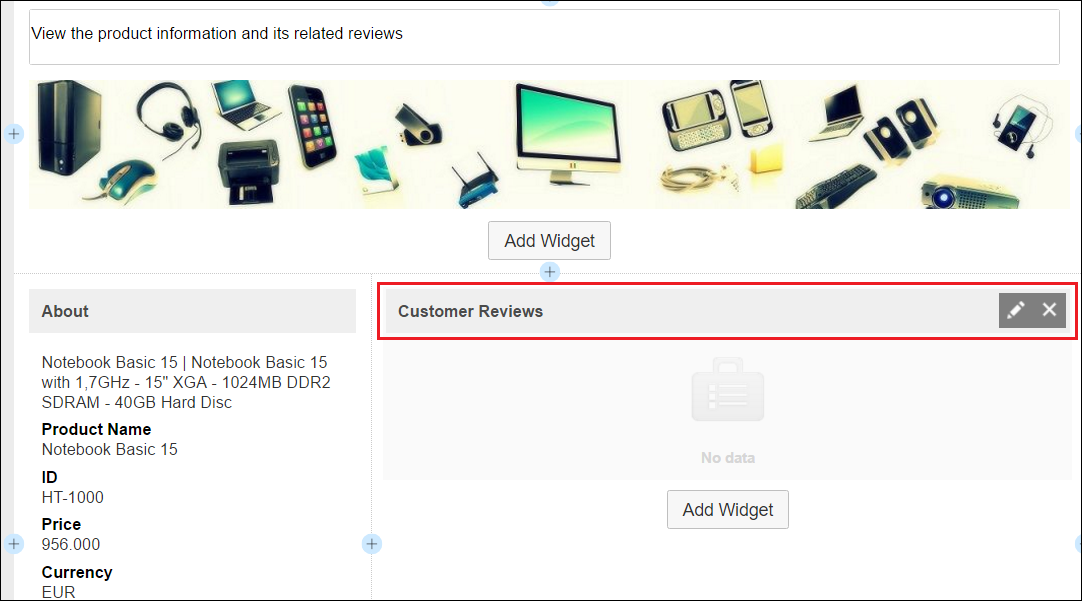 View the product information and its related reviews
Add Widget
About
Notebook Basic 15 | Notebook Basic 15
with 1,7GHz - 15" XGA - 1024MB DDR2
SDRAM - 40GB Hard Disc
Product Name
Notebook Basic 15
ID
HT-1000
Price
956.000
Currency
EUR
Customer Reviews
No data
Add Widget